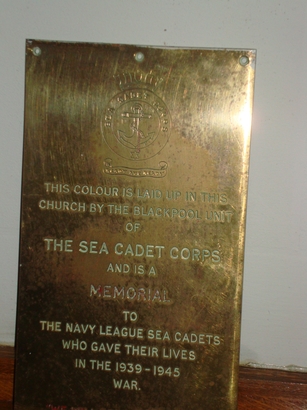 THIS COLOUR IS LAID UP IN THIS
CHURCH BY THE BLACKPOOL UNIT
OF
THE SEA CADET CORPS
AND IS A
MEMORIAL
TO
THE NAVY LEAGUE SEA CADETS
WHO GAVE THEIR LIVES
IN THE 1939-1945
WAR.